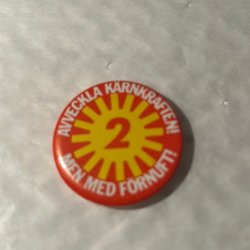 AVVECKLA KÄRNKRAFTEN!
2
MEN MED FÖRNUFT!